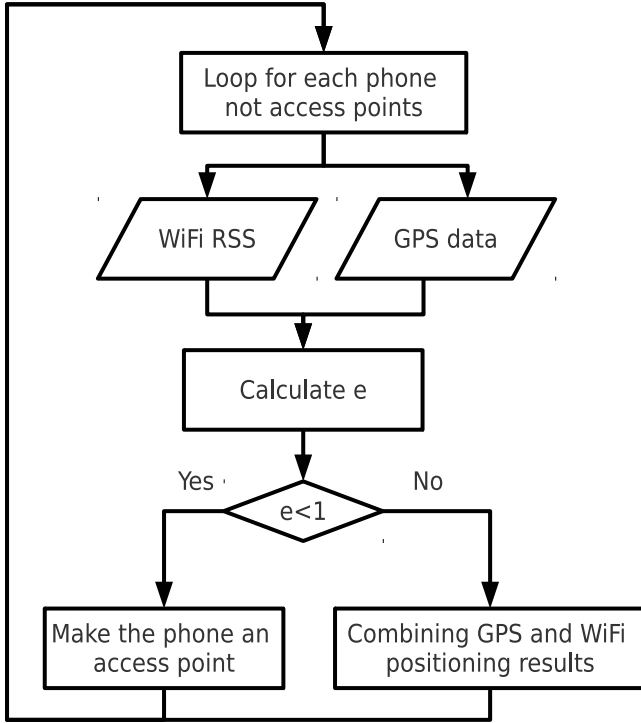 Loop for each phone
not access points
WiFi RSS
GPS data
Calculate e
Yes
No
e<1
Make the phone an
access point
Combining GPS and WiFi
positioning results